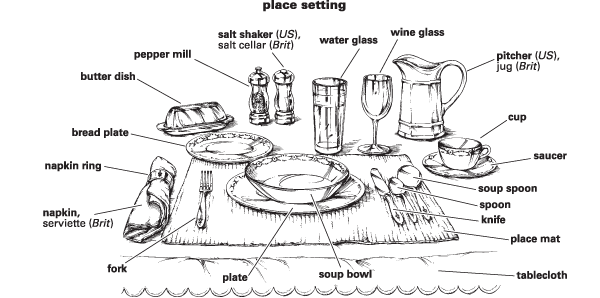 place setting
salt shaker (US),
salt cellar (Brit)
water glass
wine glass
pepper mill
pitcher (US),
jug (Brit)
butter dish
cup
bread plate
saucer
napkin ring
soup spoon
spoon
napkin,
serviette (Brit)
knife
place mat
fork
plate
soup bowl
tablecloth